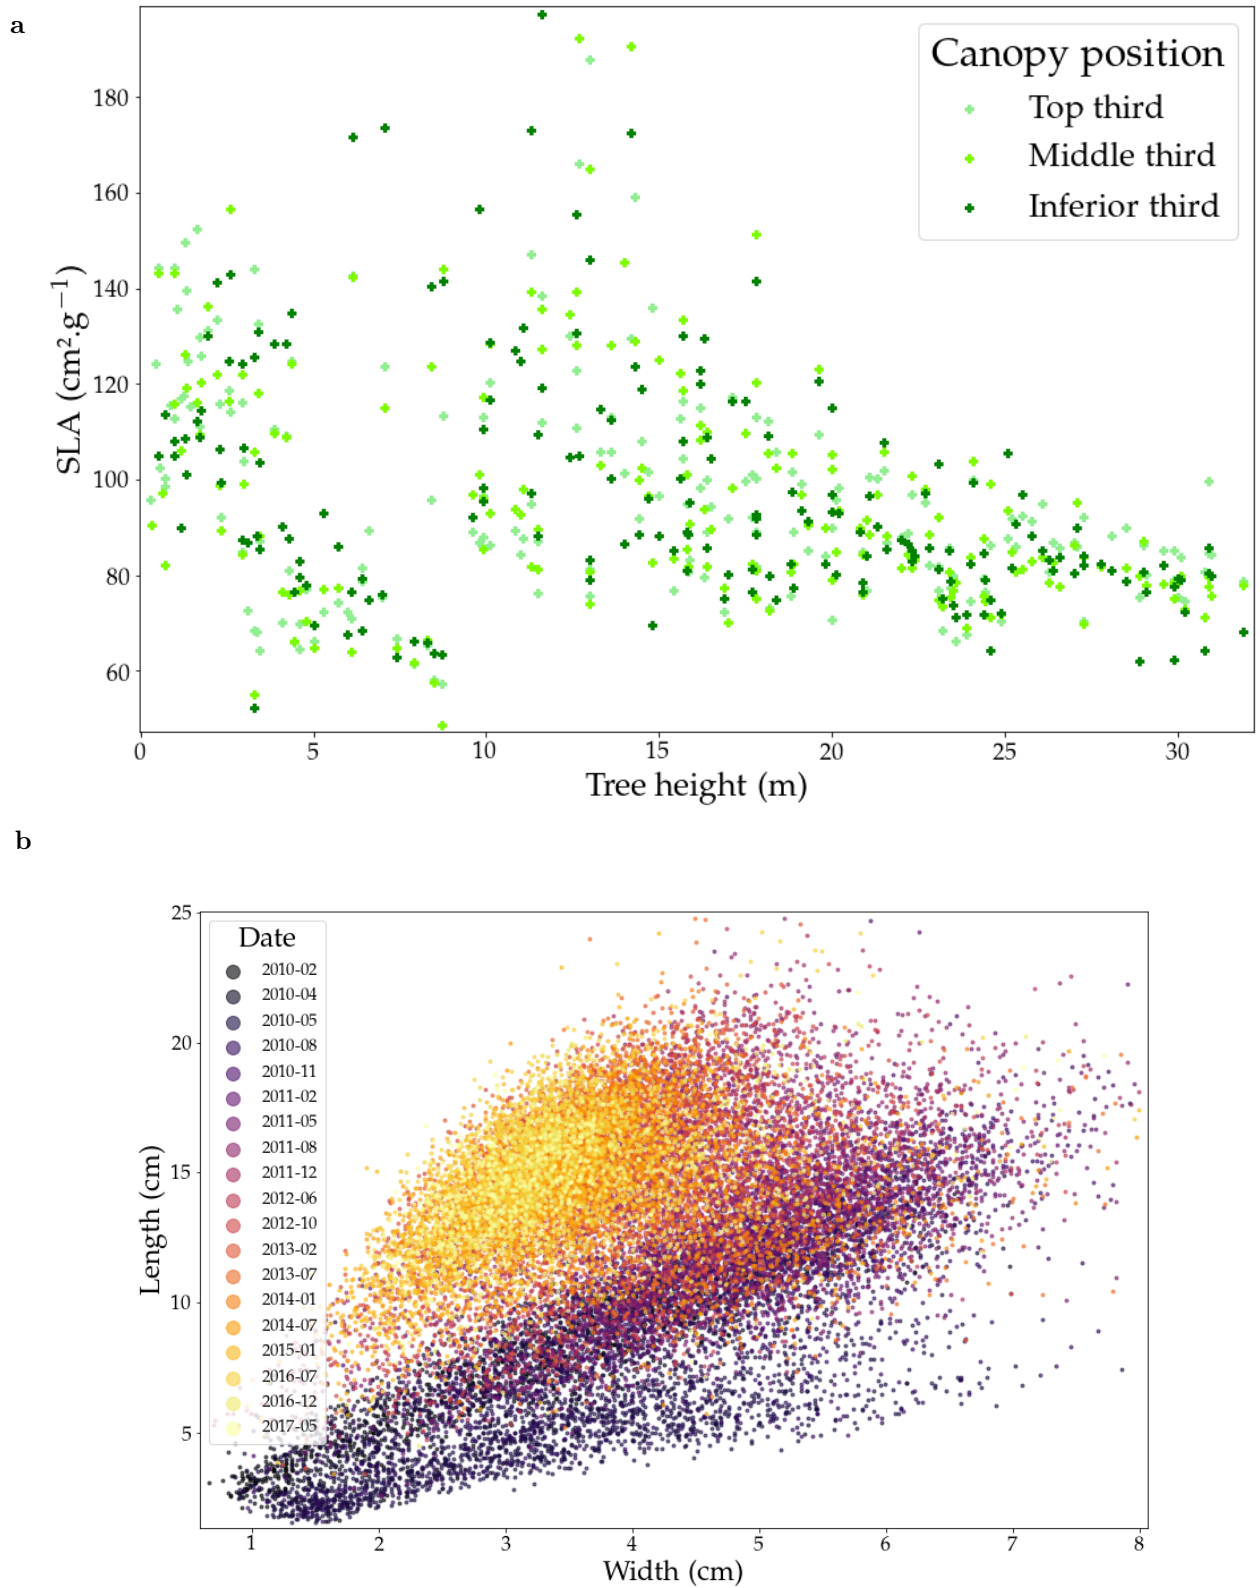 a
Canopy position
Top third
Middle third
Inferior third
SLA (cm².g⁻¹)
180
160
140
120
100
80
60
0 5 10 15 20 25 30
Tree height (m)
b
Date
2010-02
2010-04
2010-05
2010-08
2010-11
2011-02
2011-05
2011-08
2011-12
2012-06
2012-10
2013-02
2013-07
2014-01
2014-07
2015-01
2016-07
2016-12
2017-05
Length (cm)
25
20
15
10
5
1 2 3 4 5 6 7 8
Width (cm)